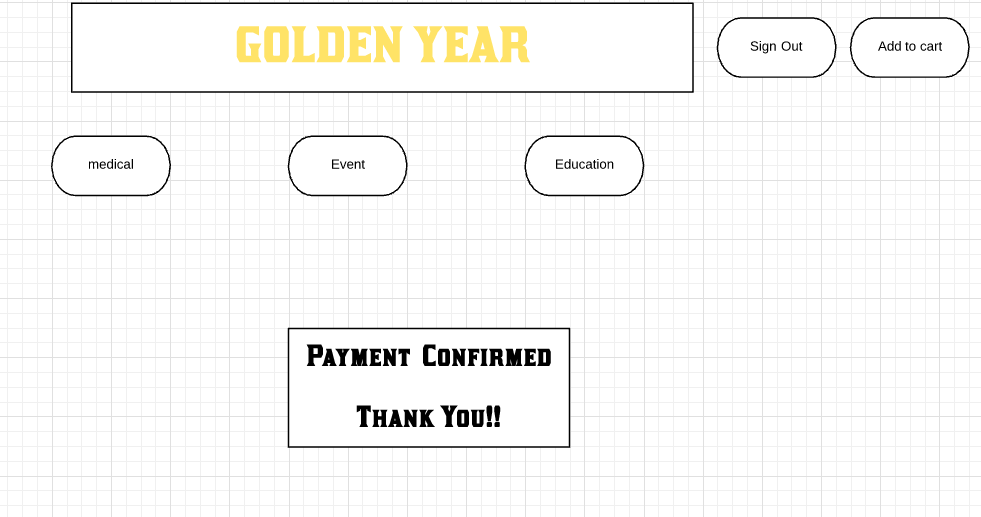 GOLDEN YEAR
Sign Out
Add to cart
medical
Event
Education
Payment Confirmed
Thank You!!